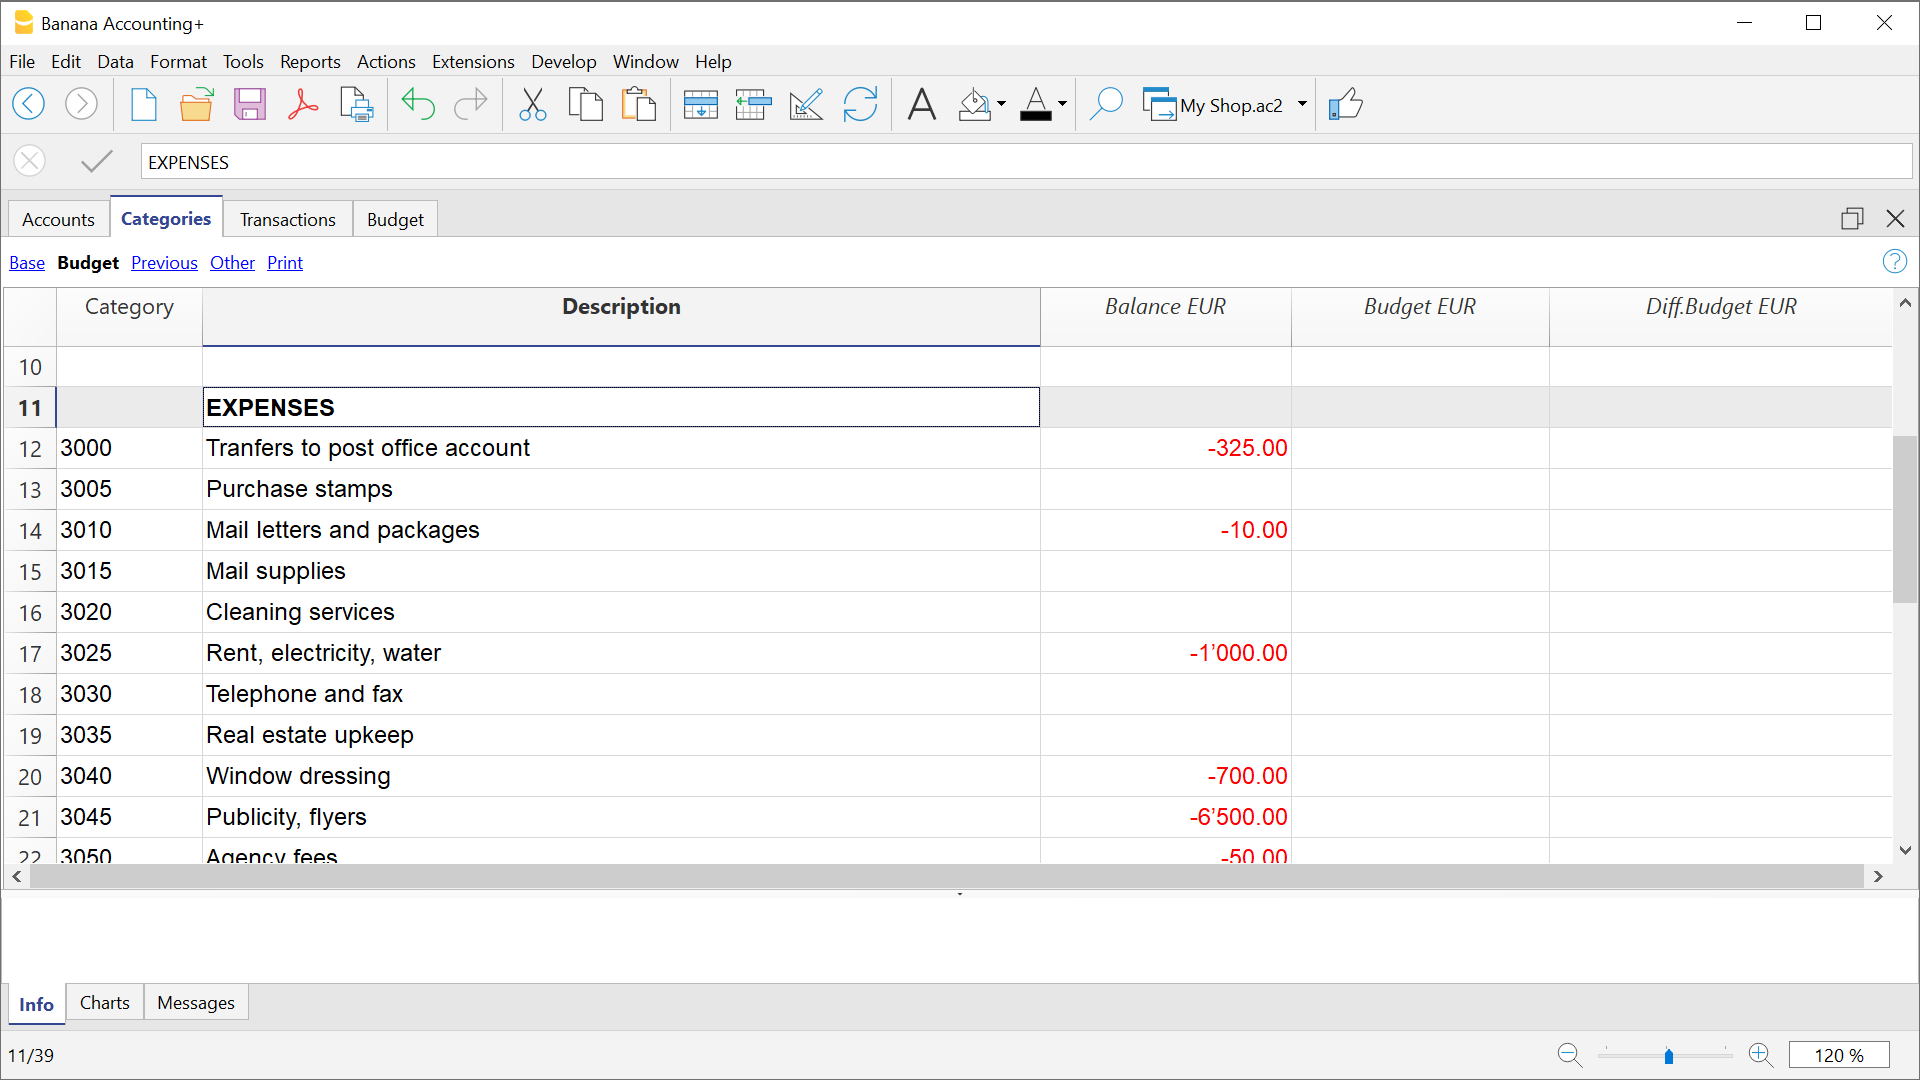 Banana Accounting+
File Edit Data Format Tools Reports Actions Extensions Develop Window Help
My Shop.ac2
EXPENSES
Accounts Categories Transactions Budget
Base Budget Previous Other Print
Category Description Balance EUR Budget EUR Diff.Budget EUR
10
11 EXPENSES
12 3000 Tranfers to post office account -325.00
13 3005 Purchase stamps
14 3010 Mail letters and packages -10.00
15 3015 Mail supplies
16 3020 Cleaning services
17 3025 Rent, electricity, water -1’000.00
18 3030 Telephone and fax
19 3035 Real estate upkeep
20 3040 Window dressing -700.00
21 3045 Publicity, flyers -6’500.00
22 3050 Agency fees -50.00
Info Charts Messages
11/39 120 %